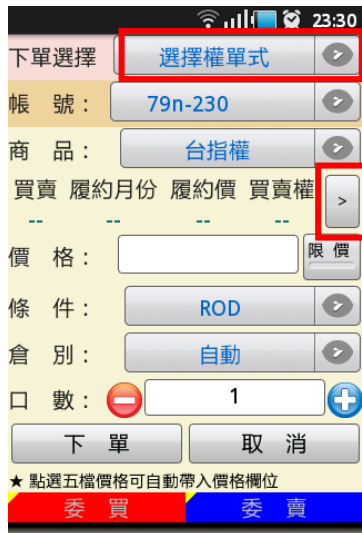 23:30
下單選擇 選擇權單式
帳 號： 79n-230
商 品： 台指權
買賣 履約月份 履約價 買賣權 >
-- -- -- --
價 格： 限 價
條 件： ROD
倉 別： 自動
口 數： 1
下 單 取 消
★ 點選五檔價格可自動帶入價格欄位
委 買 委 賣